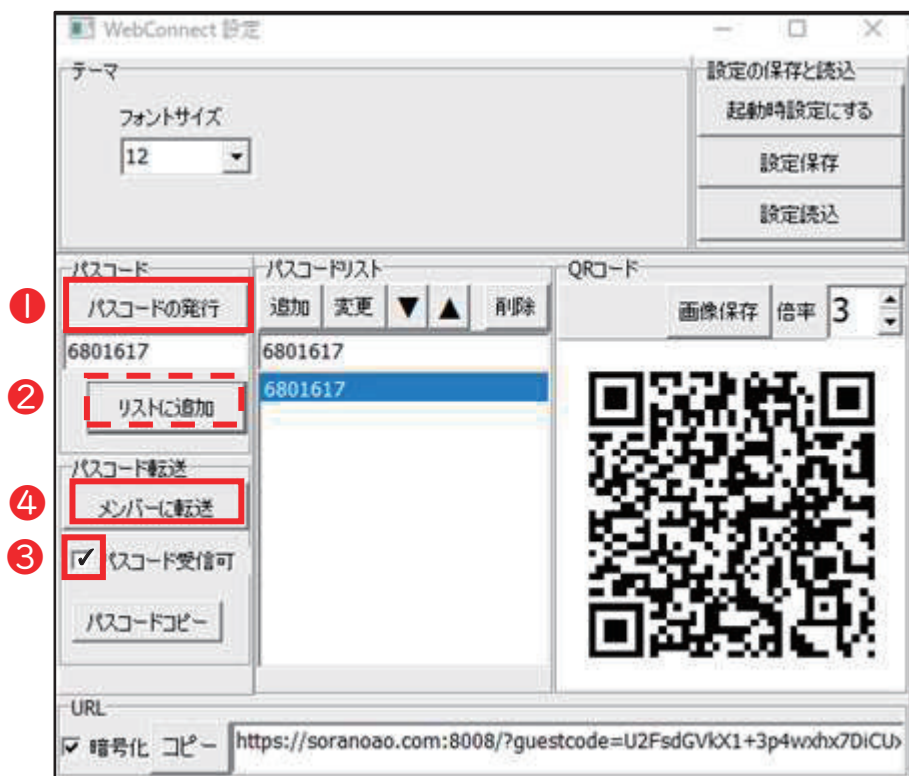 WebConnect 設定
テーマ
フォントサイズ
12
設定の保存と読込
起動時設定にする
設定保存
設定読込
パスコード
❶
パスコードの発行
6801617
❷
リストに追加
パスコード転送
❹
メンバーに転送
❸
パスコード受信可
パスコードコピー
パスコードリスト
追加 変更 ▼ ▲ 削除
6801617
6801617
QRコード
画像保存 倍率 3
URL
暗号化 コピー https://soranoao.com:8008/?guestcode=U2FsdGVkX1+3p4wxhx7DiCU